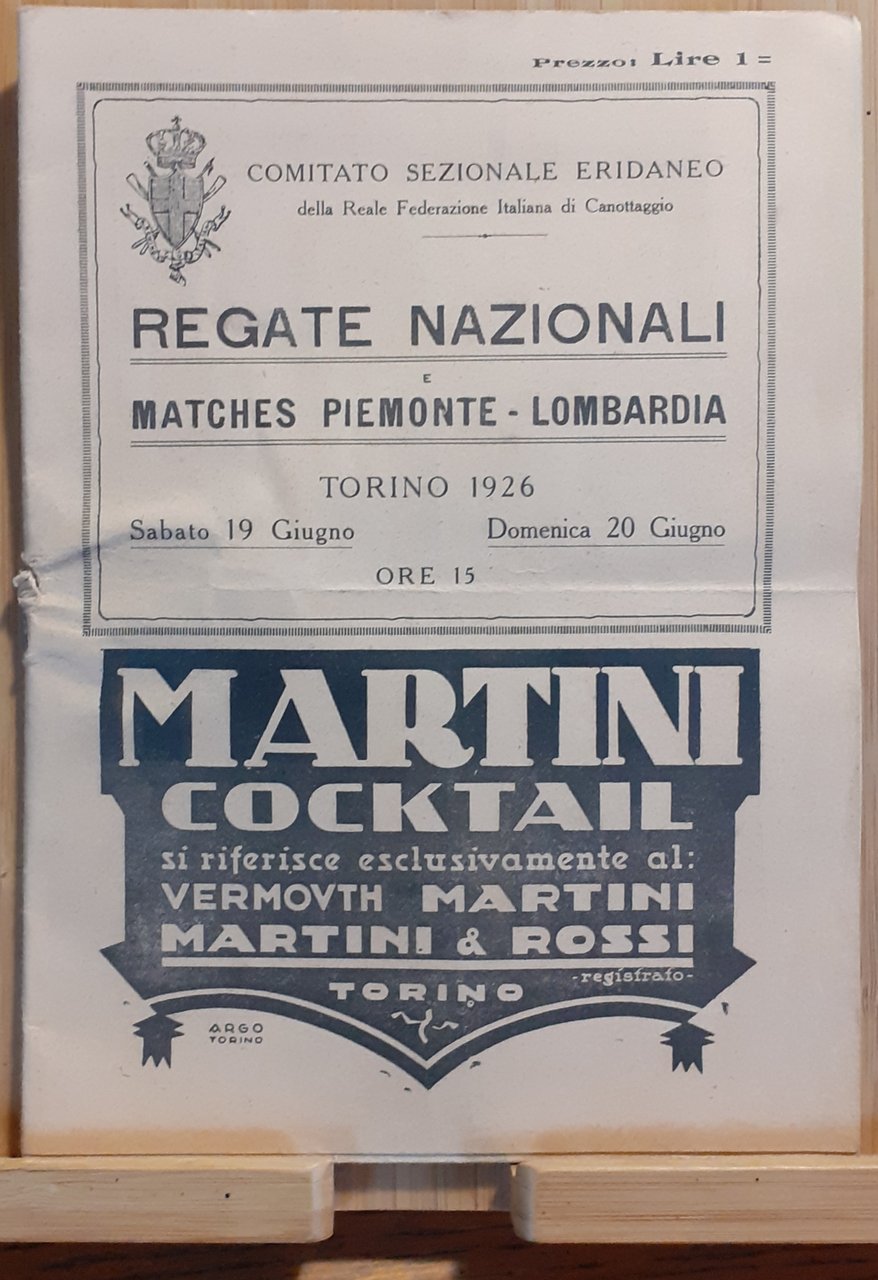 Prezzo: Lire 1 =
COMITATO SEZIONALE ERIDANEO
della Reale Federazione Italiana di Canottaggio
REGATE NAZIONALI
E
MATCHES PIEMONTE - LOMBARDIA
TORINO 1926
Sabato 19 Giugno Domenica 20 Giugno
ORE 15
MARTINI
COCKTAIL
si riferisce esclusivamente al:
VERMOVTH MARTINI
MARTINI & ROSSI
-registrato-
TORINO
ARGO
TORINO